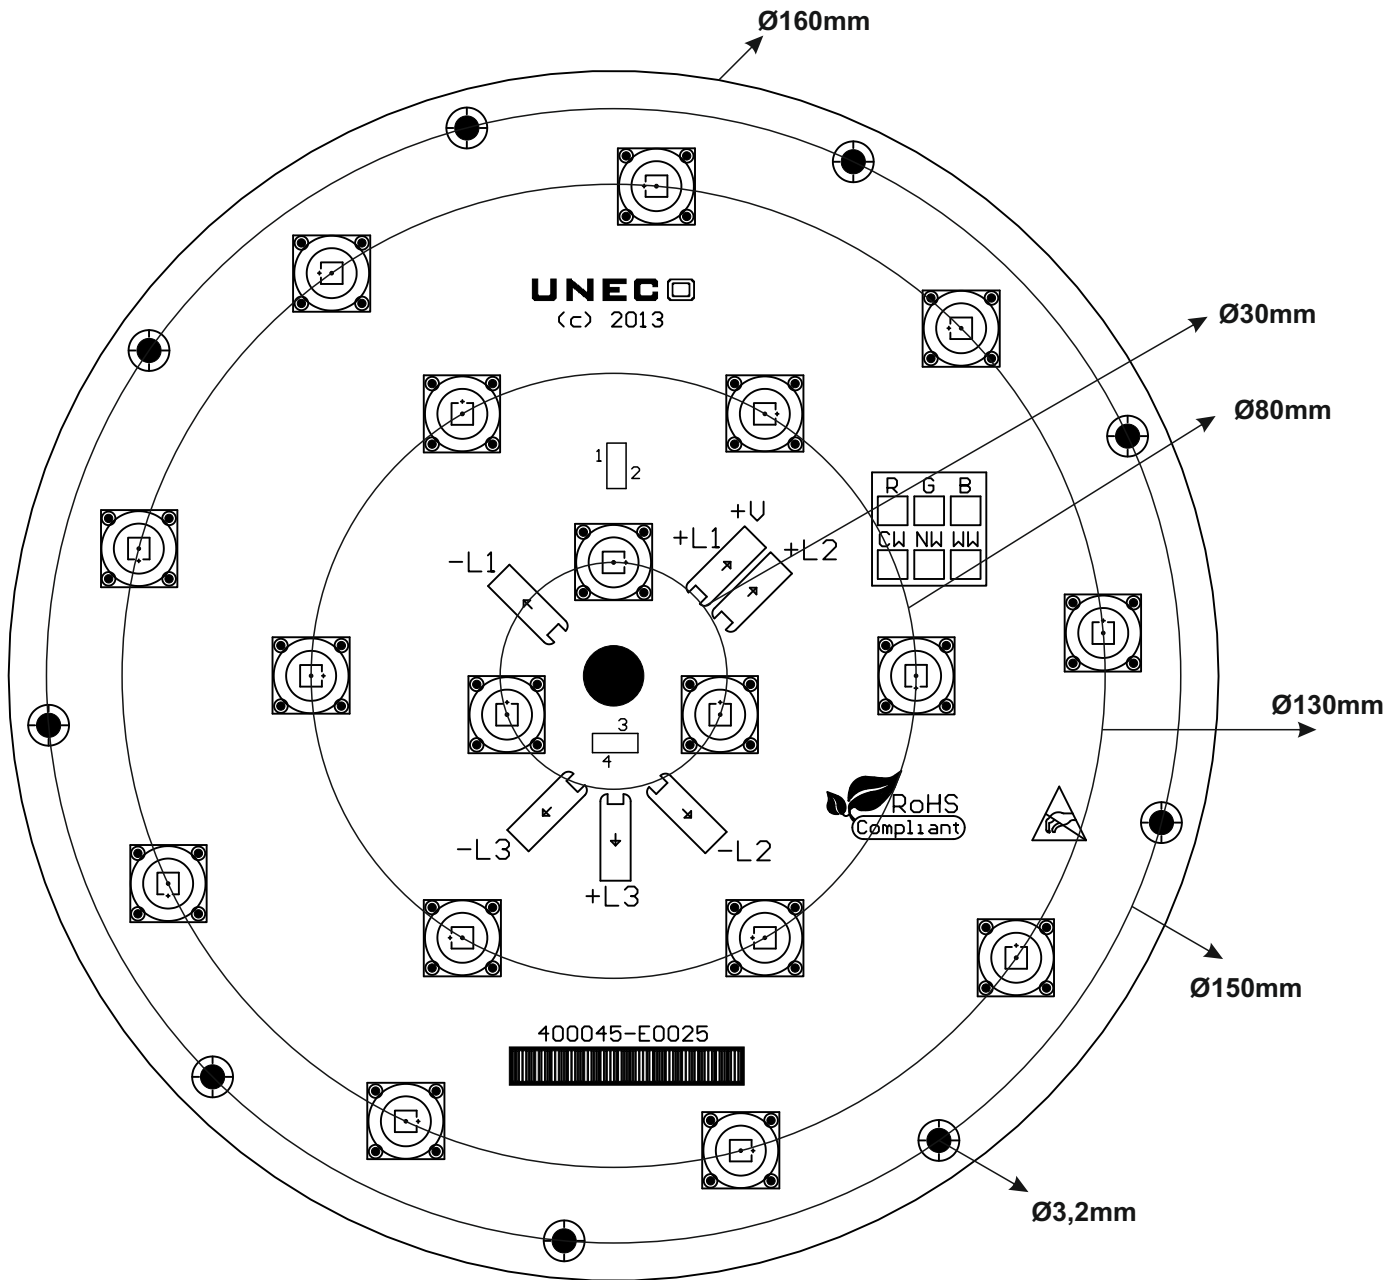 Ø160mm
UNECO
(c) 2013
Ø30mm
Ø80mm
1
2
R G B
CW NW WW
+V
+L1
+L2
-L1
3
4
Ø130mm
RoHS
Compliant
-L3
-L2
+L3
Ø150mm
400045-E0025
Ø3,2mm